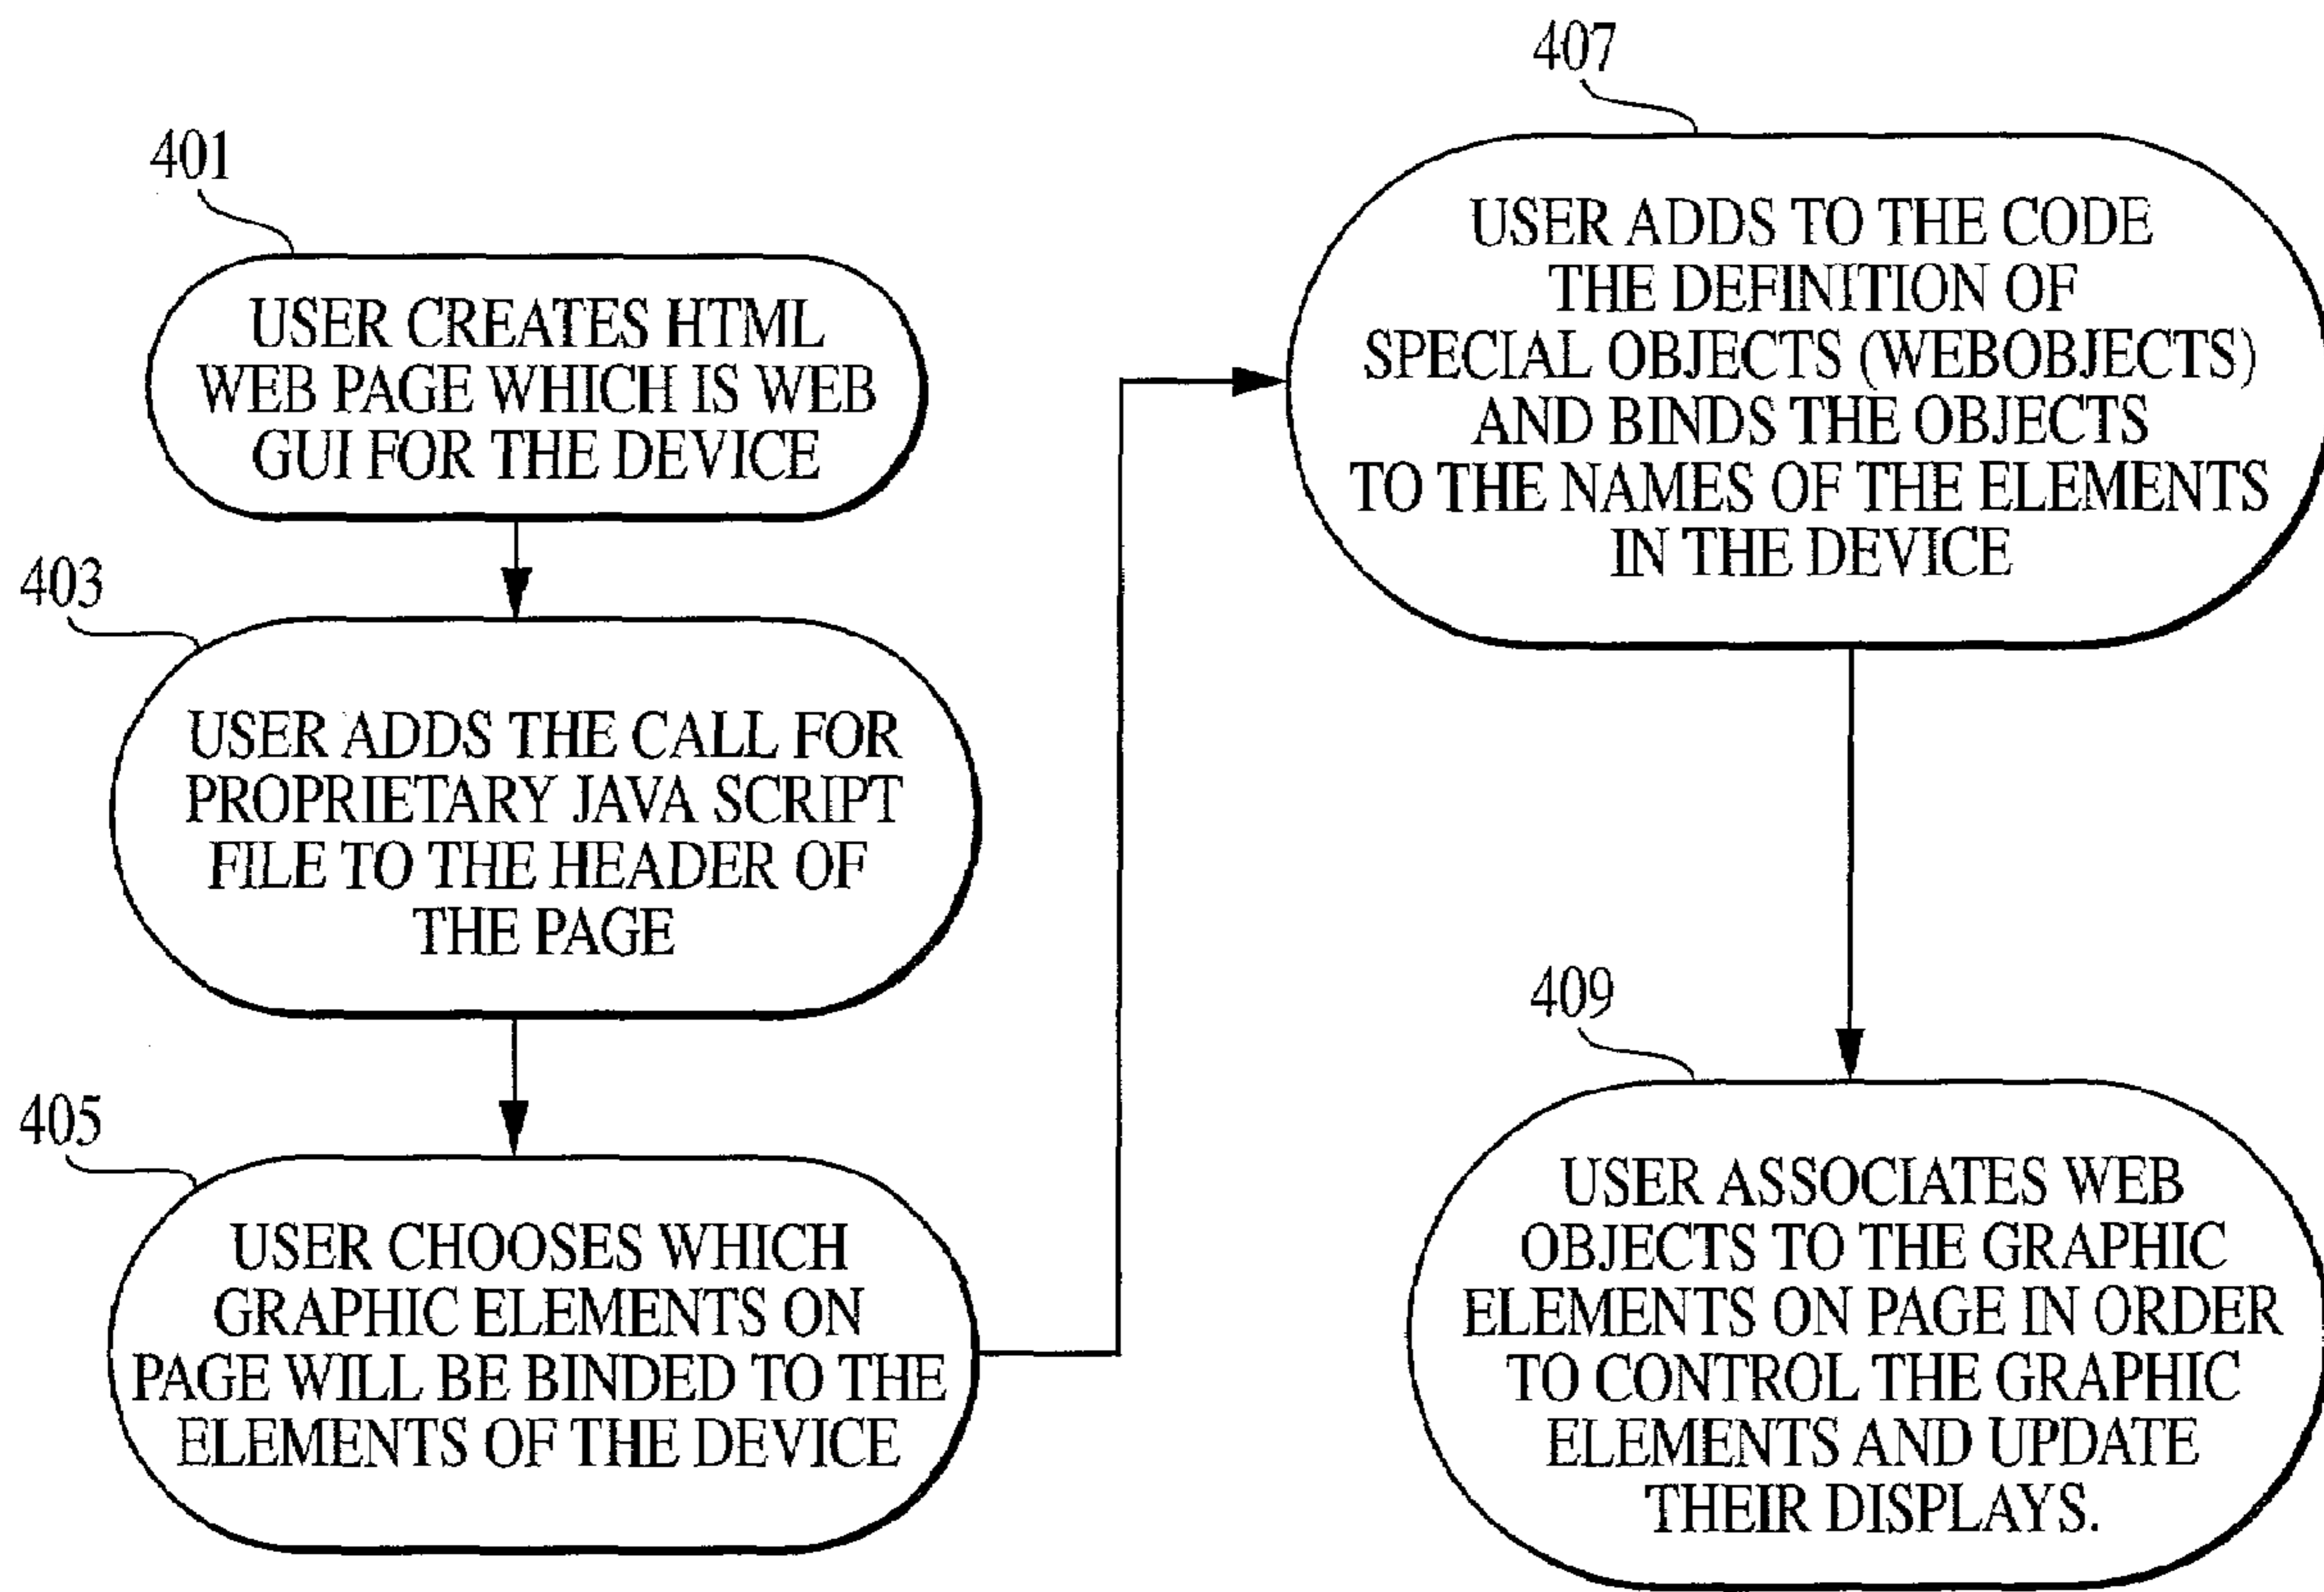 401
USER CREATES HTML
WEB PAGE WHICH IS WEB
GUI FOR THE DEVICE
403
USER ADDS THE CALL FOR
PROPRIETARY JAVA SCRIPT
FILE TO THE HEADER OF
THE PAGE
405
USER CHOOSES WHICH
GRAPHIC ELEMENTS ON
PAGE WILL BE BINDED TO THE
ELEMENTS OF THE DEVICE
407
USER ADDS TO THE CODE
THE DEFINITION OF
SPECIAL OBJECTS (WEBOBJECTS)
AND BINDS THE OBJECTS
TO THE NAMES OF THE ELEMENTS
IN THE DEVICE
409
USER ASSOCIATES WEB
OBJECTS TO THE GRAPHIC
ELEMENTS ON PAGE IN ORDER
TO CONTROL THE GRAPHIC
ELEMENTS AND UPDATE
THEIR DISPLAYS.